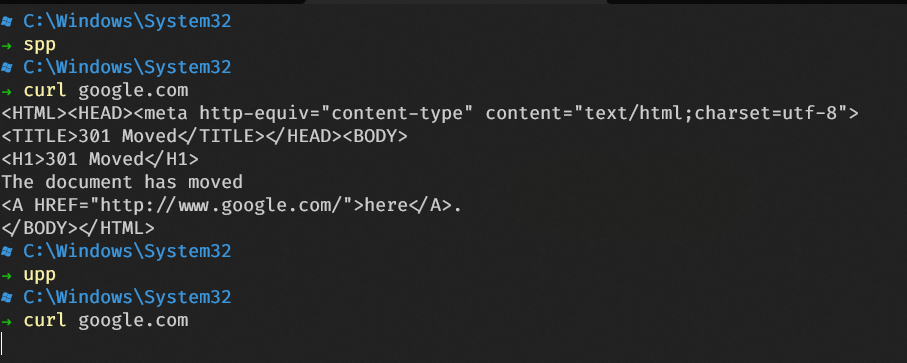 C:\Windows\System32
→ spp
C:\Windows\System32
→ curl google.com
<HTML><HEAD><meta http-equiv="content-type" content="text/html;charset=utf-8">
<TITLE>301 Moved</TITLE></HEAD><BODY>
<H1>301 Moved</H1>
The document has moved
<A HREF="http://www.google.com/">here</A>.
</BODY></HTML>
C:\Windows\System32
→ upp
C:\Windows\System32
→ curl google.com